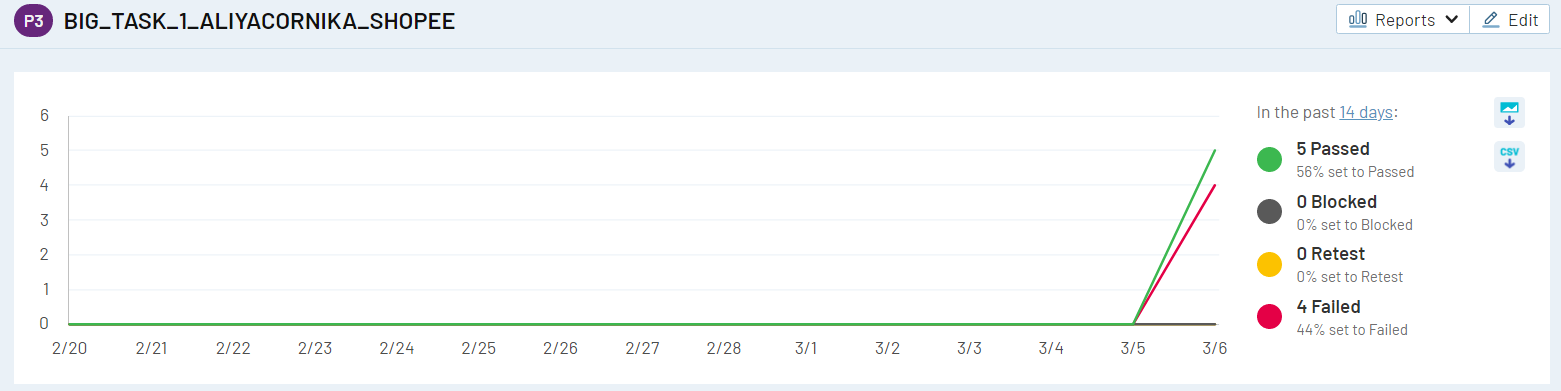 P3 BIG_TASK_1_ALIYACORNIKA_SHOPEE
Reports Edit
In the past 14 days:
5 Passed
56% set to Passed
0 Blocked
0% set to Blocked
0 Retest
0% set to Retest
4 Failed
44% set to Failed
CSV
6
5
4
3
2
1
0
2/20 2/21 2/22 2/23 2/24 2/25 2/26 2/27 2/28 3/1 3/2 3/3 3/4 3/5 3/6